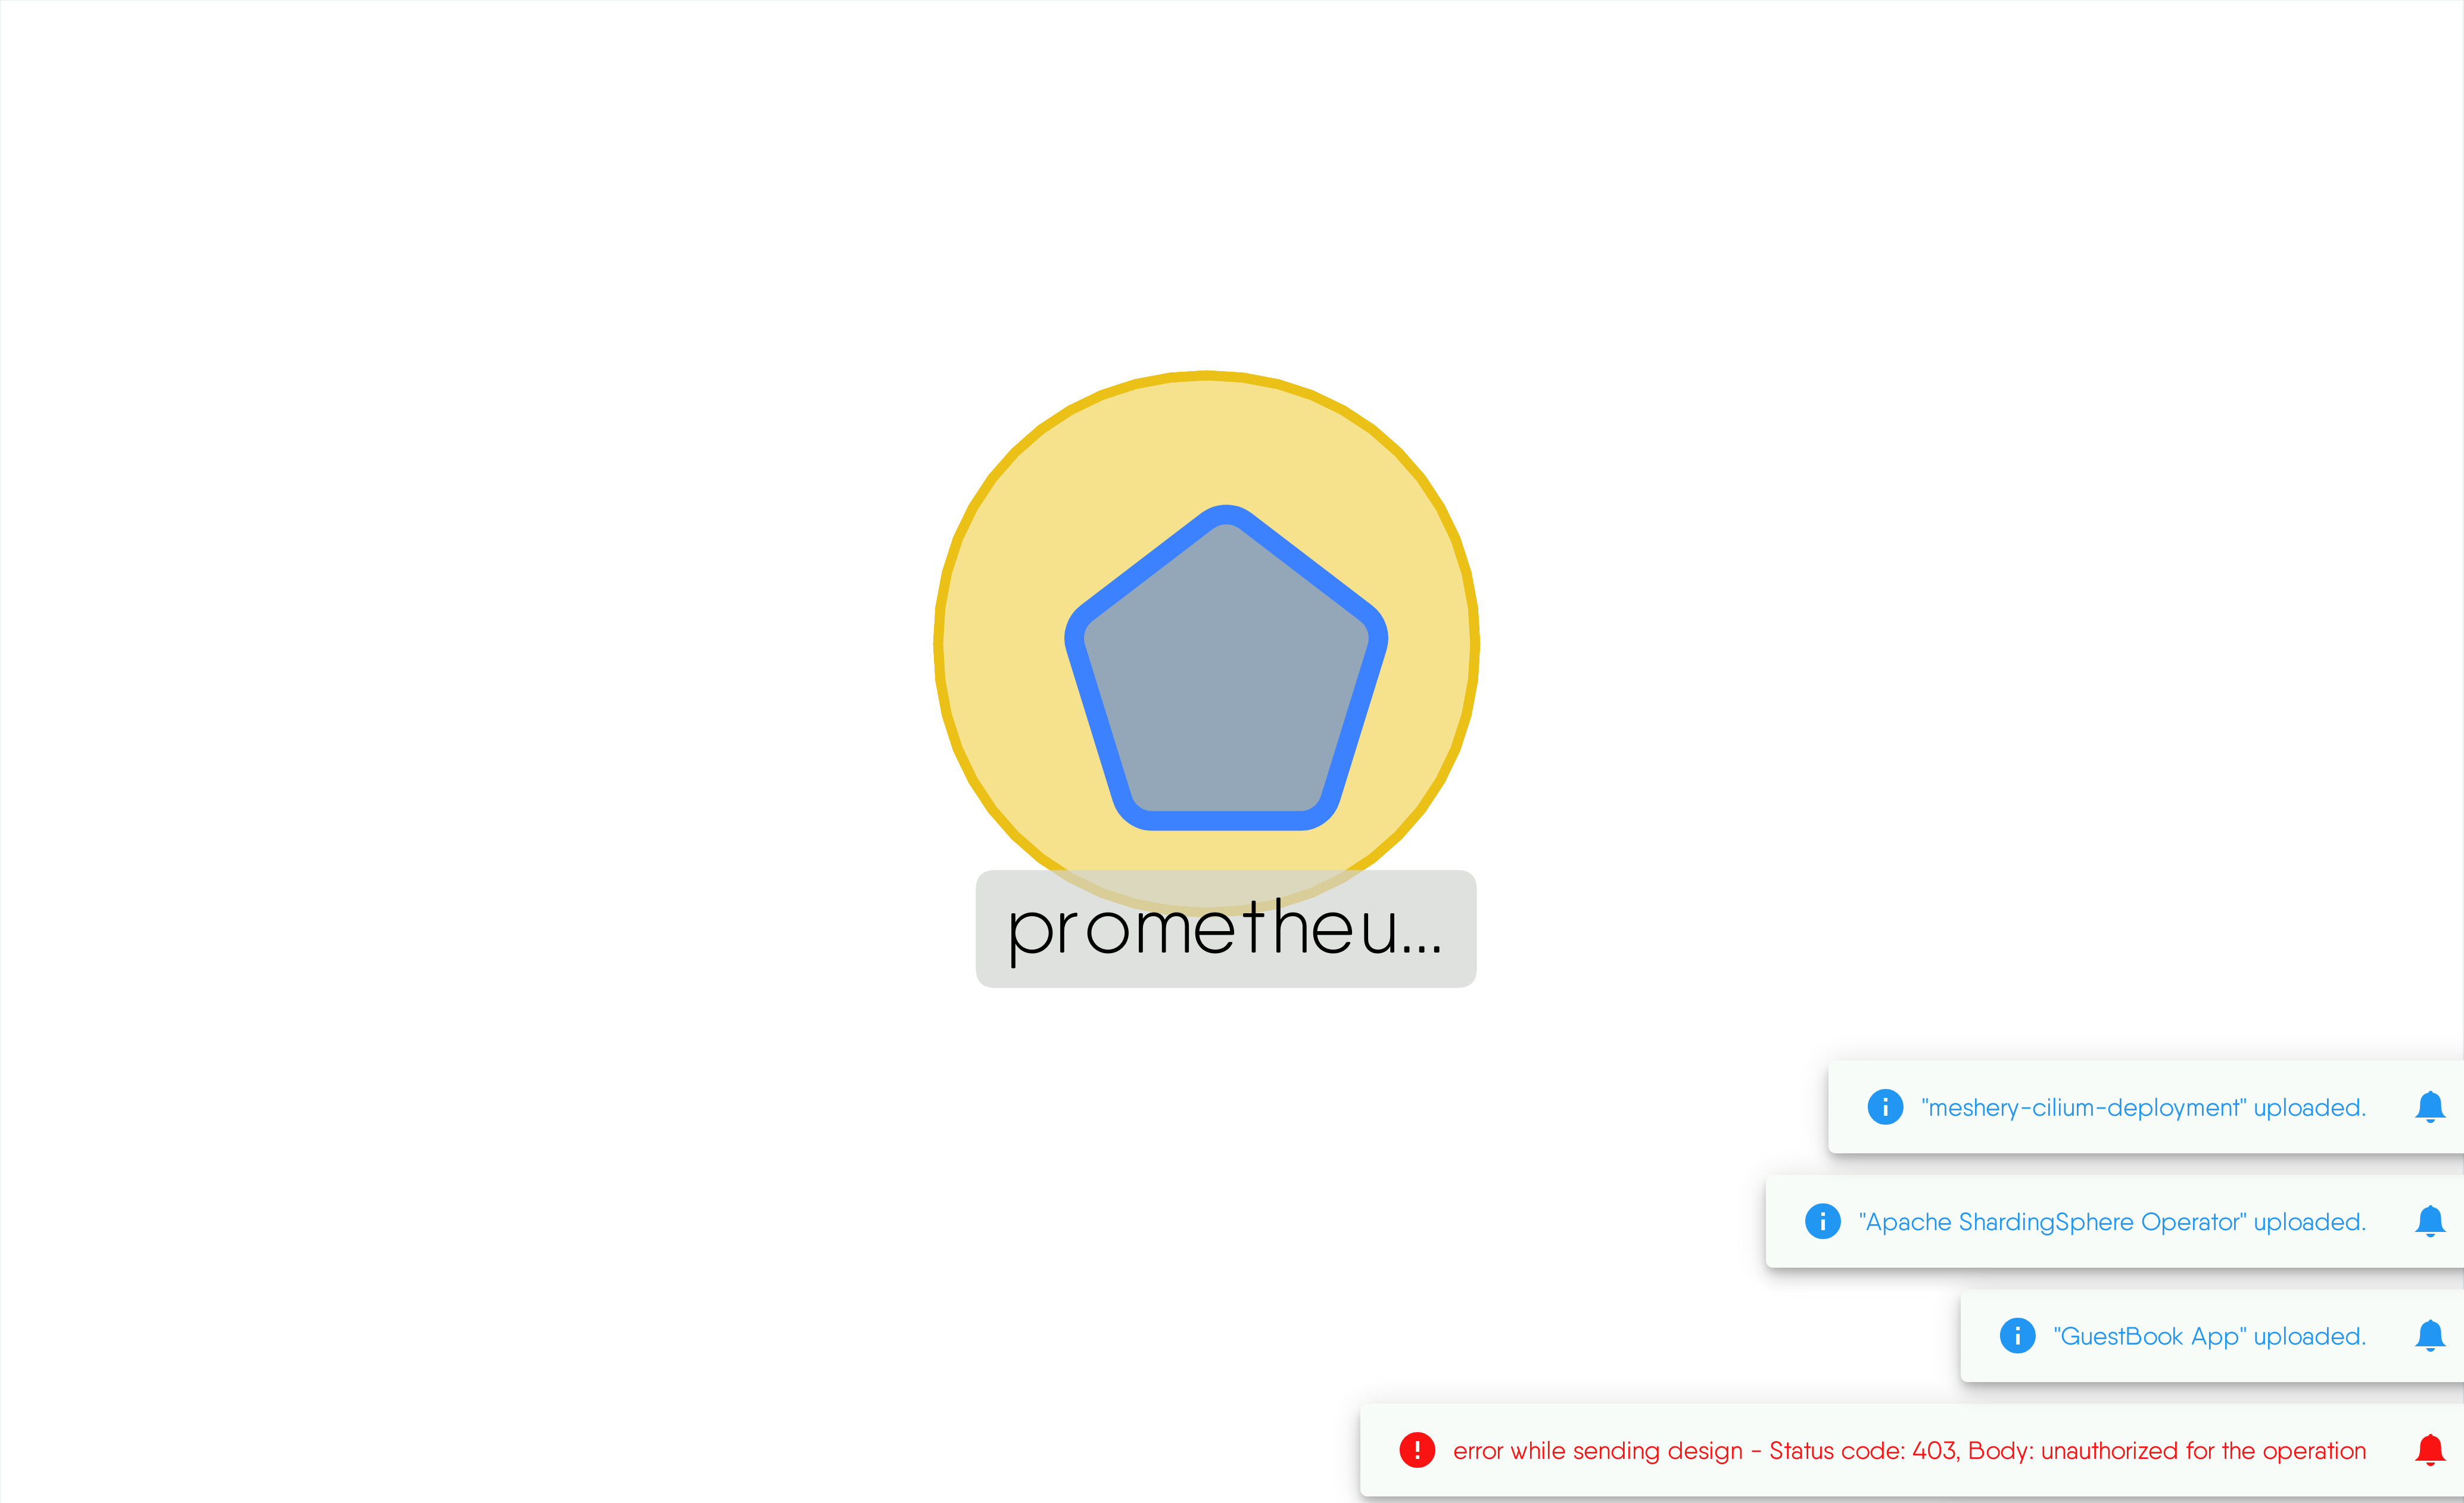 prometheu...
"meshery-cilium-deployment" uploaded.
"Apache ShardingSphere Operator" uploaded.
"GuestBook App" uploaded.
error while sending design - Status code: 403, Body: unauthorized for the operation